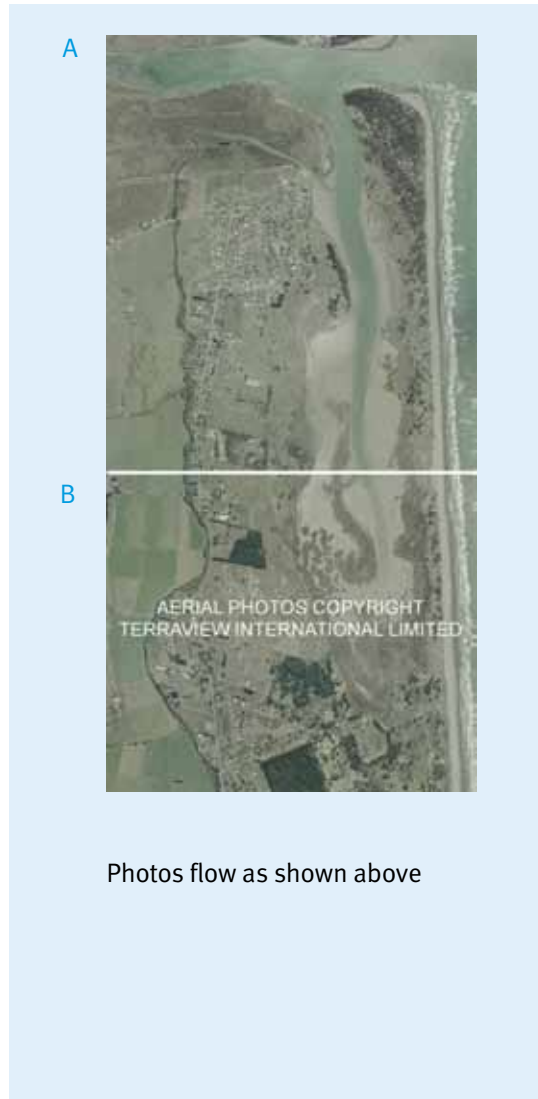 A
B
AERIAL PHOTOS COPYRIGHT
TERRAVIEW INTERNATIONAL LIMITED
Photos flow as shown above